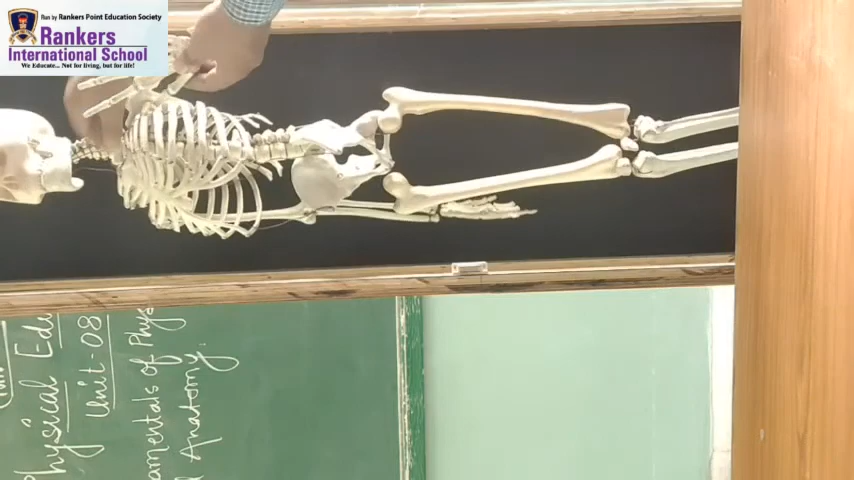 Run by Rankers Point Education Society
Rankers
International School
"We Educate... Not for living, but for life!
Physical Edu
Unit-08
amentals of Phys
d Anatomy.